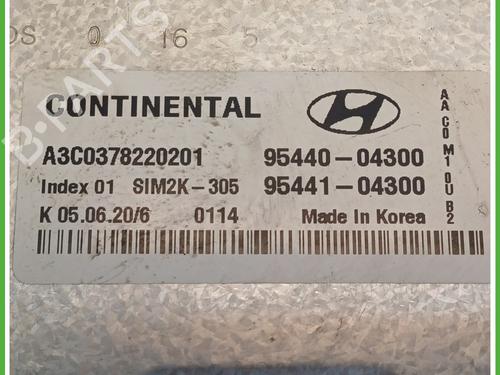 DS 0 16 5
CONTINENTAL
A3C0378220201 95440-04300
Index 01 SIM2K-305 95441-04300
K 05.06.20/6 0114 Made in Korea
AA C0 M1 0U B2
B-PARTS